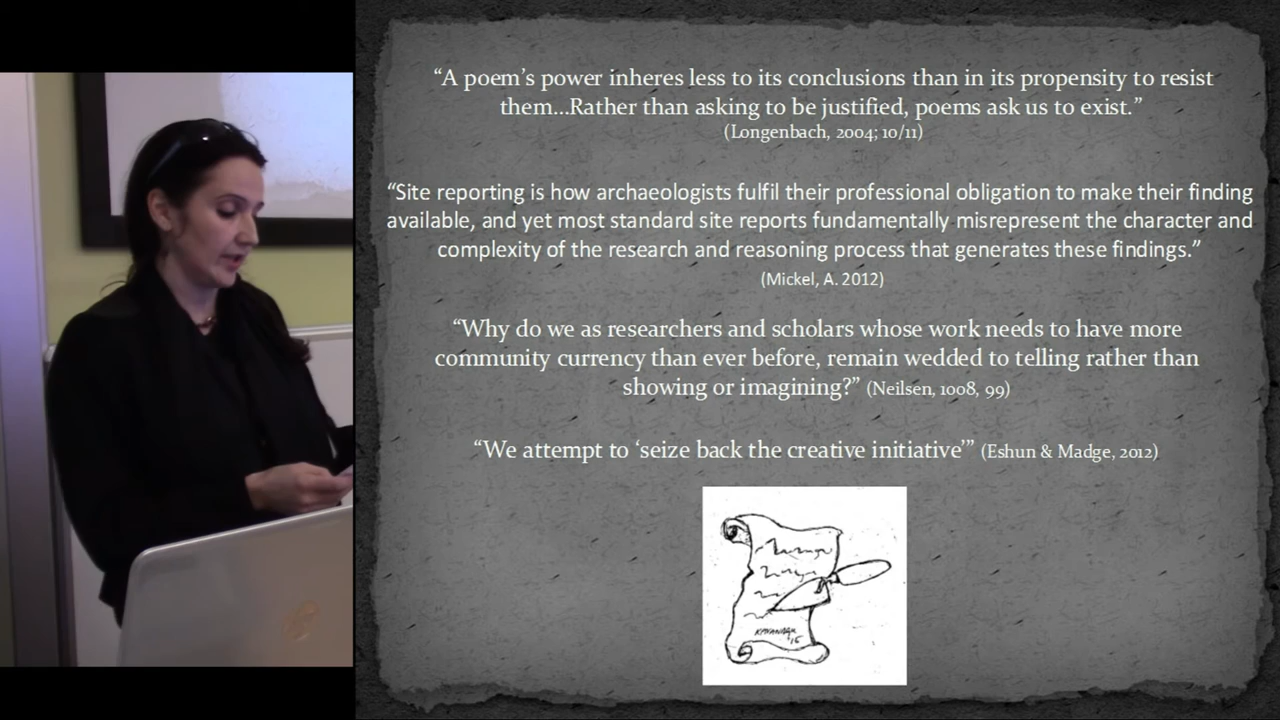 “A poem’s power inheres less to its conclusions than in its propensity to resist
them...Rather than asking to be justified, poems ask us to exist.”
(Longenbach, 2004; 10/11)
“Site reporting is how archaeologists fulfil their professional obligation to make their finding
available, and yet most standard site reports fundamentally misrepresent the character and
complexity of the research and reasoning process that generates these findings.”
(Mickel, A. 2012)
“Why do we as researchers and scholars whose work needs to have more
community currency than ever before, remain wedded to telling rather than
showing or imagining?” (Neilsen, 1008, 99)
“We attempt to ‘seize back the creative initiative’” (Eshun & Madge, 2012)
KAVANAGH
'15